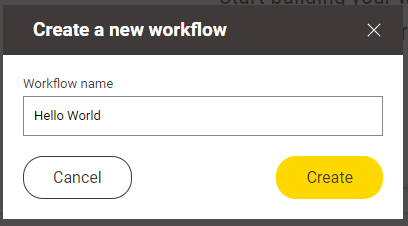 Start building your w
Create a new workflow
Workflow name
Hello World
Cancel
Create